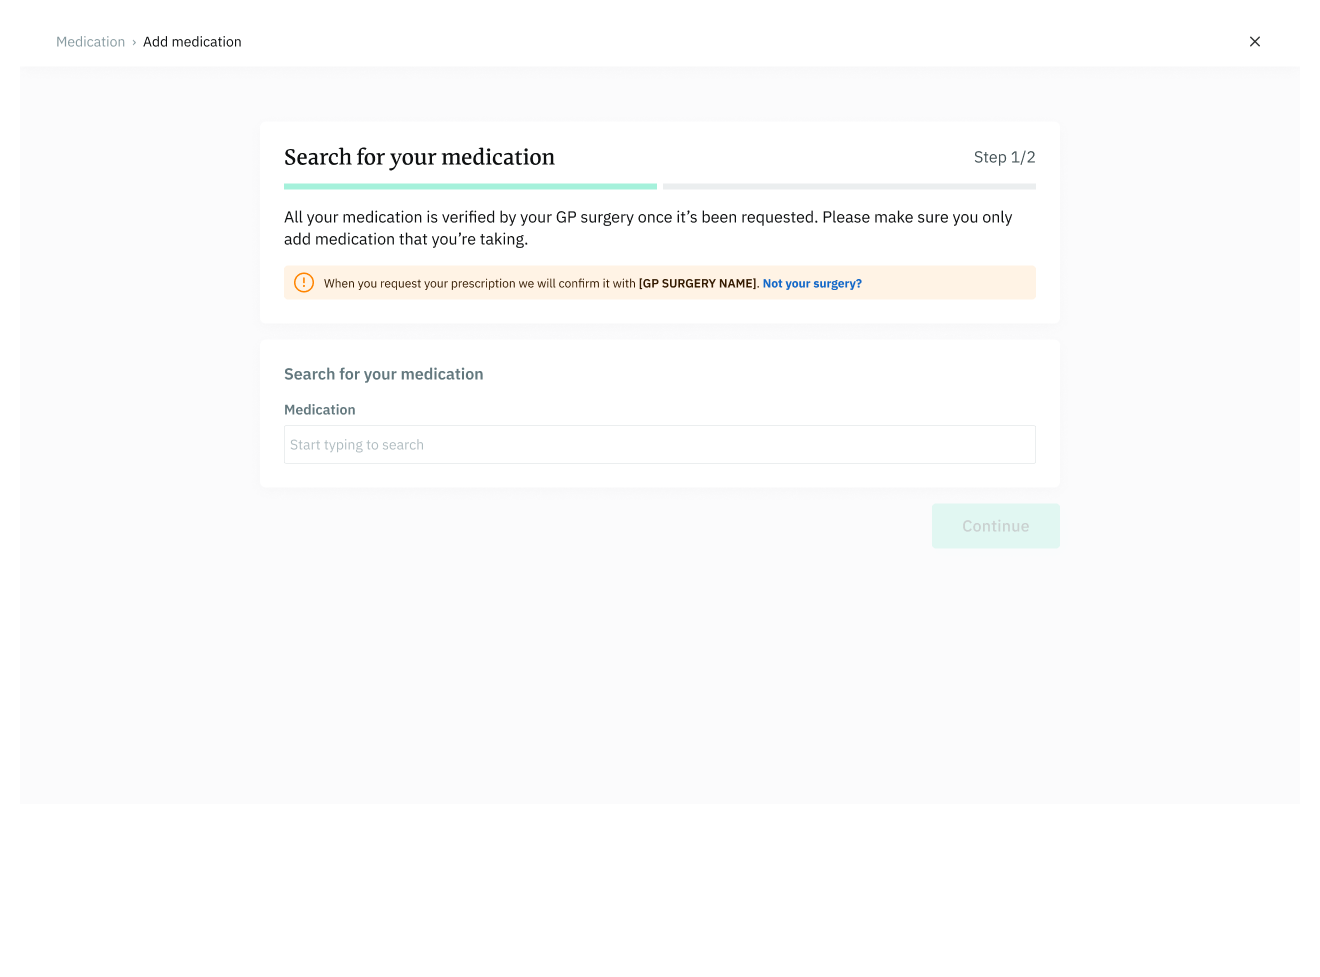 Medication › Add medication
Search for your medication
Step 1/2
All your medication is verified by your GP surgery once it’s been requested. Please make sure you only
add medication that you’re taking.
When you request your prescription we will confirm it with [GP SURGERY NAME]. Not your surgery?
Search for your medication
Medication
Start typing to search
Continue